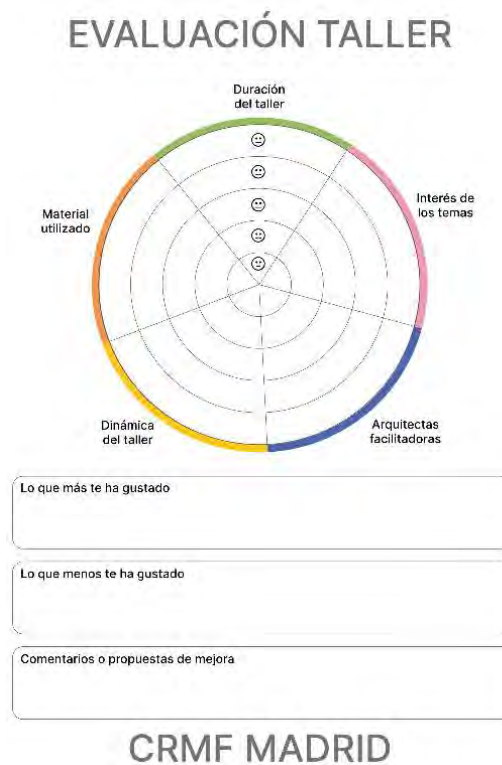 EVALUACIÓN TALLER
Duración
del taller
Interés de
los temas
Material
utilizado
Dinámica
del taller
Arquitectas
facilitadoras
Lo que más te ha gustado
Lo que menos te ha gustado
Comentarios o propuestas de mejora
CRMF MADRID